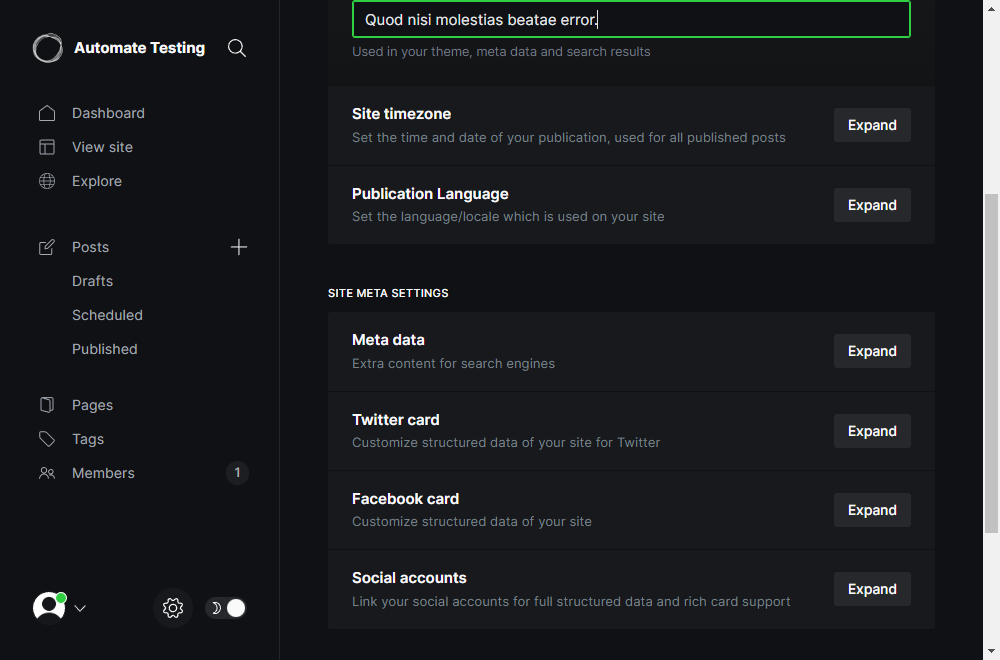 Automate Testing
Dashboard
View site
Explore
Posts
Drafts
Scheduled
Published
Pages
Tags
Members 1
Quod nisi molestias beatae error.
Used in your theme, meta data and search results
Site timezone
Set the time and date of your publication, used for all published posts
Expand
Publication Language
Set the language/locale which is used on your site
Expand
SITE META SETTINGS
Meta data
Extra content for search engines
Expand
Twitter card
Customize structured data of your site for Twitter
Expand
Facebook card
Customize structured data of your site
Expand
Social accounts
Link your social accounts for full structured data and rich card support
Expand